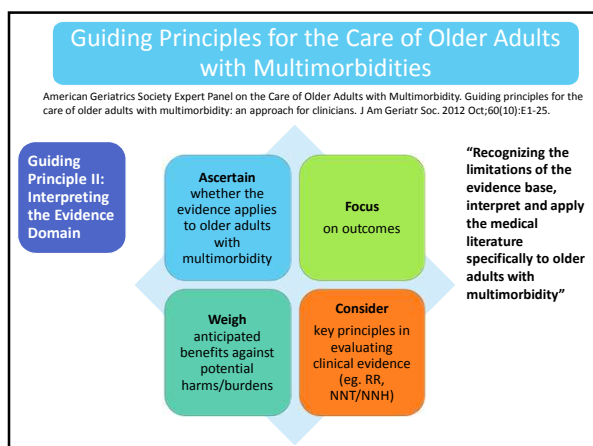 Guiding Principles for the Care of Older Adults
with Multimorbidities
American Geriatrics Society Expert Panel on the Care of Older Adults with Multimorbidity. Guiding principles for the
care of older adults with multimorbidity: an approach for clinicians. J Am Geriatr Soc. 2012 Oct;60(10):E1-25.
Guiding
Principle II:
Interpreting
the Evidence
Domain
Ascertain
whether the
evidence applies
to older adults
with
multimorbidity
Focus
on outcomes
Weigh
anticipated
benefits against
potential
harms/burdens
Consider
key principles in
evaluating
clinical evidence
(eg. RR,
NNT/NNH)
“Recognizing the
limitations of the
evidence base,
interpret and apply
the medical
literature
specifically to older
adults with
multimorbidity”